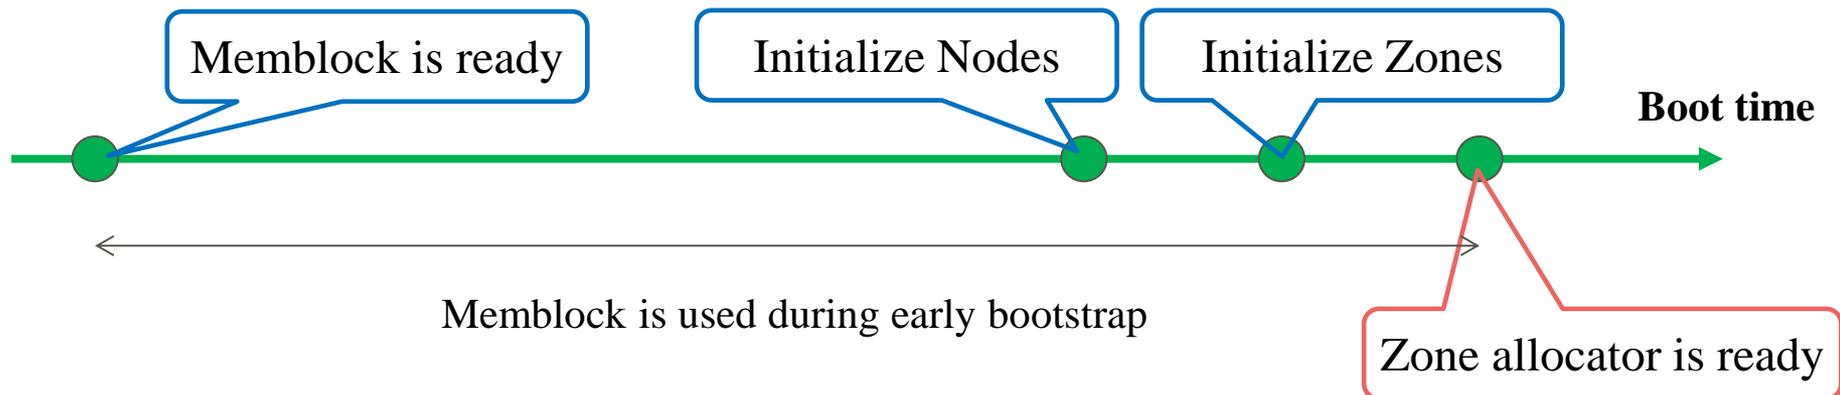 Memblock is ready
Initialize Nodes
Initialize Zones
Boot time
Memblock is used during early bootstrap
Zone allocator is ready